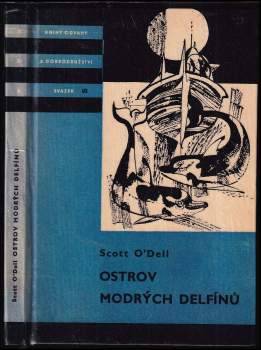 KNIHY ODVAHY
A DOBRODRUŽSTVÍ
SVAZEK
Scott O'Dell
OSTROV
MODRÝCH DELFÍNŮ
Scott O'Dell OSTROV MODRÝCH DELFÍNŮ